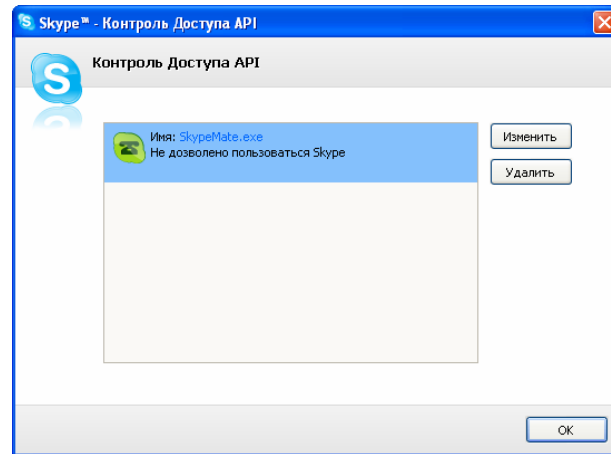 Skype™ - Контроль Доступа API
Контроль Доступа API
Имя: SkypeMate.exe
Не дозволено пользоваться Skype
Изменить
Удалить
OK